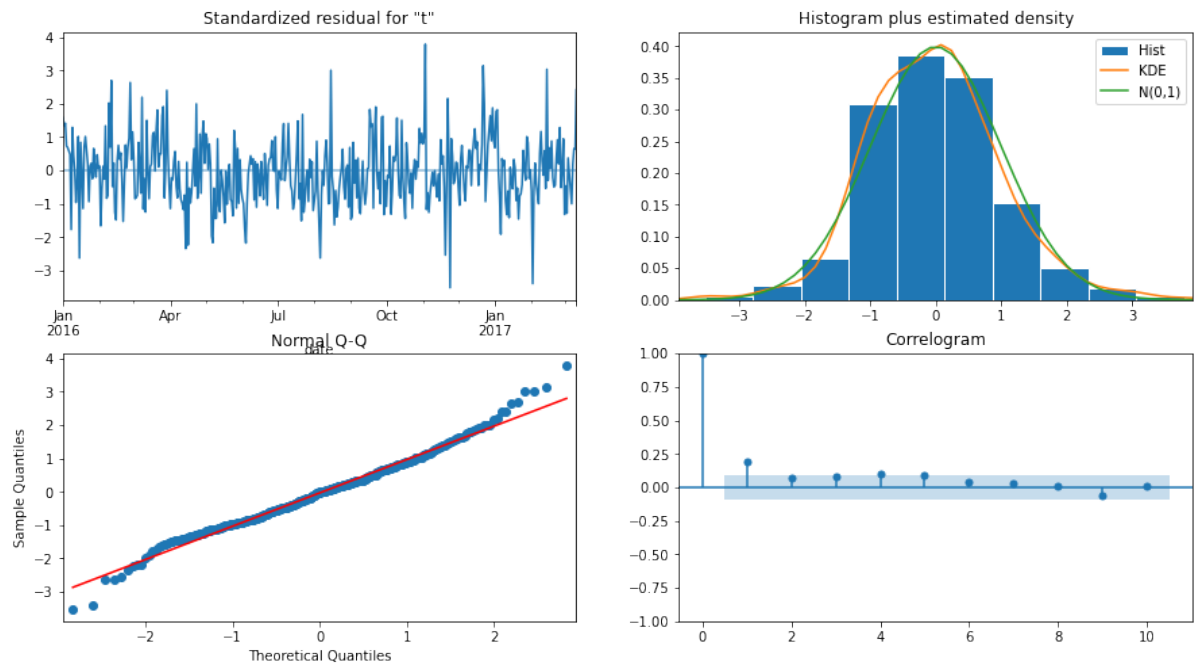 Standardized residual for "t"
4
3
2
1
0
−1
−2
−3
Jan
2016
Apr
Jul
Oct
Jan
2017
date
Histogram plus estimated density
Hist
KDE
N(0,1)
0.40
0.35
0.30
0.25
0.20
0.15
0.10
0.05
0.00
−3 −2 −1 0 1 2 3
Normal Q-Q
Sample Quantiles
4
3
2
1
0
−1
−2
−3
−2 −1 0 1 2
Theoretical Quantiles
Correlogram
1.00
0.75
0.50
0.25
0.00
−0.25
−0.50
−0.75
−1.00
0 2 4 6 8 10